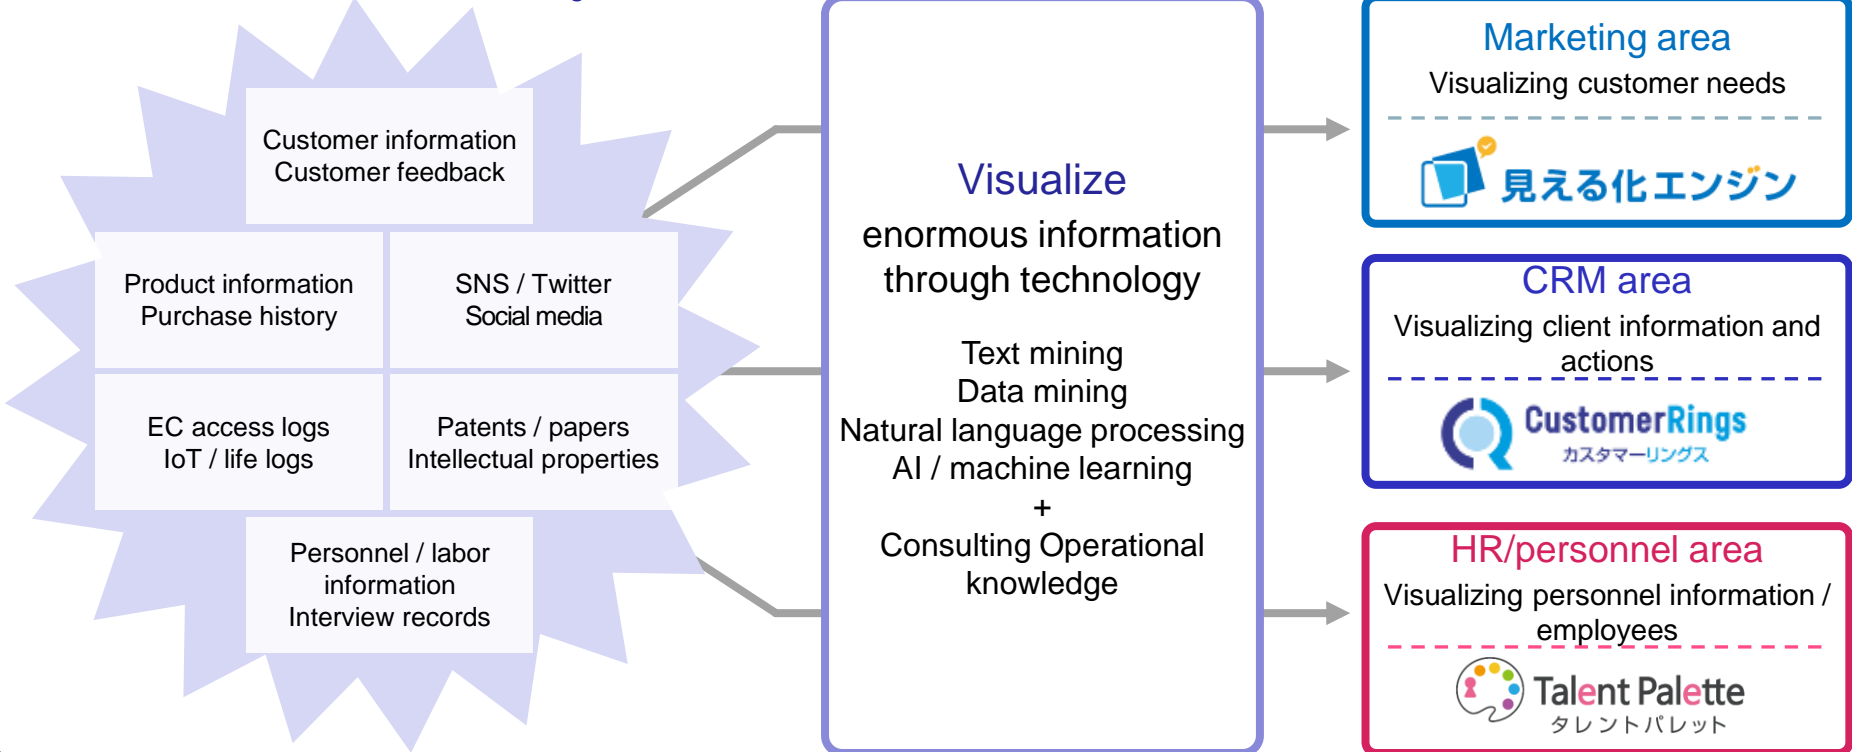 Customer information
Customer feedback
Product information
Purchase history
SNS / Twitter
Social media
EC access logs
IoT / life logs
Patents / papers
Intellectual properties
Personnel / labor
information
Interview records
Visualize
enormous information
through technology
Text mining
Data mining
Natural language processing
AI / machine learning
+
Consulting Operational
knowledge
Marketing area
Visualizing customer needs
見える化エンジン
CRM area
Visualizing client information and
actions
CustomerRings
カスタマーリングス
HR/personnel area
Visualizing personnel information /
employees
Talent Palette
タレントパレット